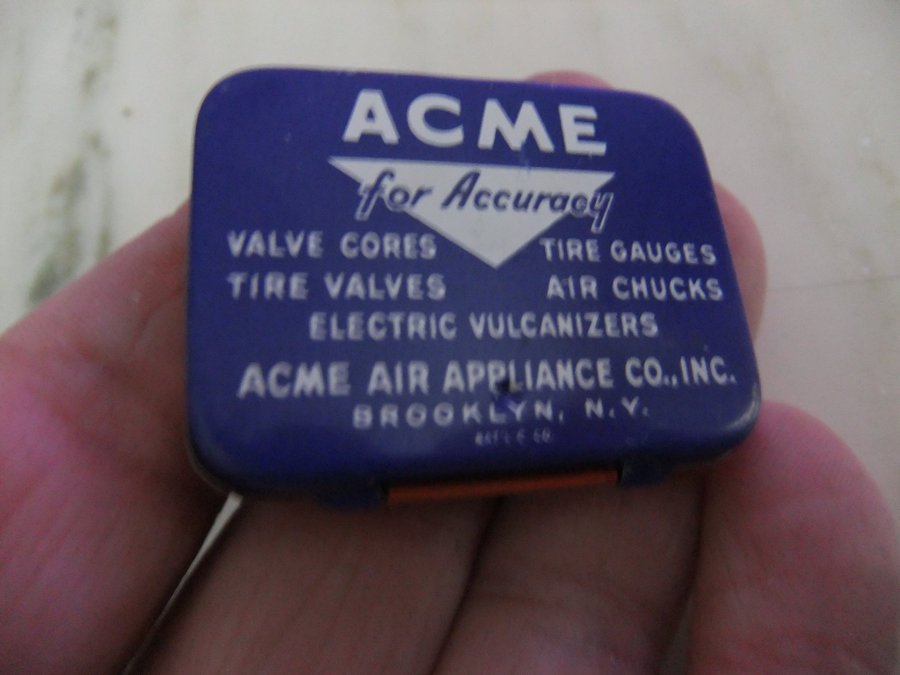 ACME
for Accuracy
VALVE CORES TIRE GAUGES
TIRE VALVES AIR CHUCKS
ELECTRIC VULCANIZERS
ACME AIR APPLIANCE CO., INC.
BROOKLYN, N.Y.